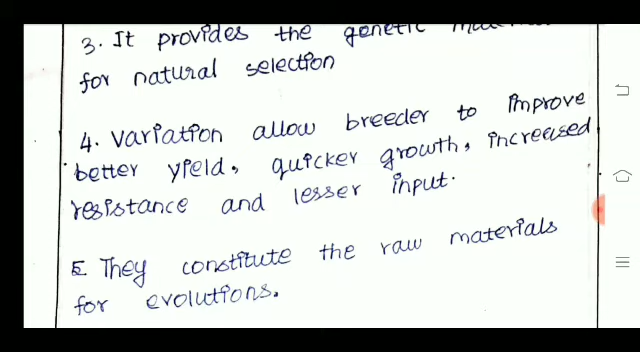 3. It provides the genetic
for natural selection
4. Variation allow breeder to improve
better yield, quicker growth, increased
resistance and lesser input.
5. They constitute the raw materials
for evolutions.